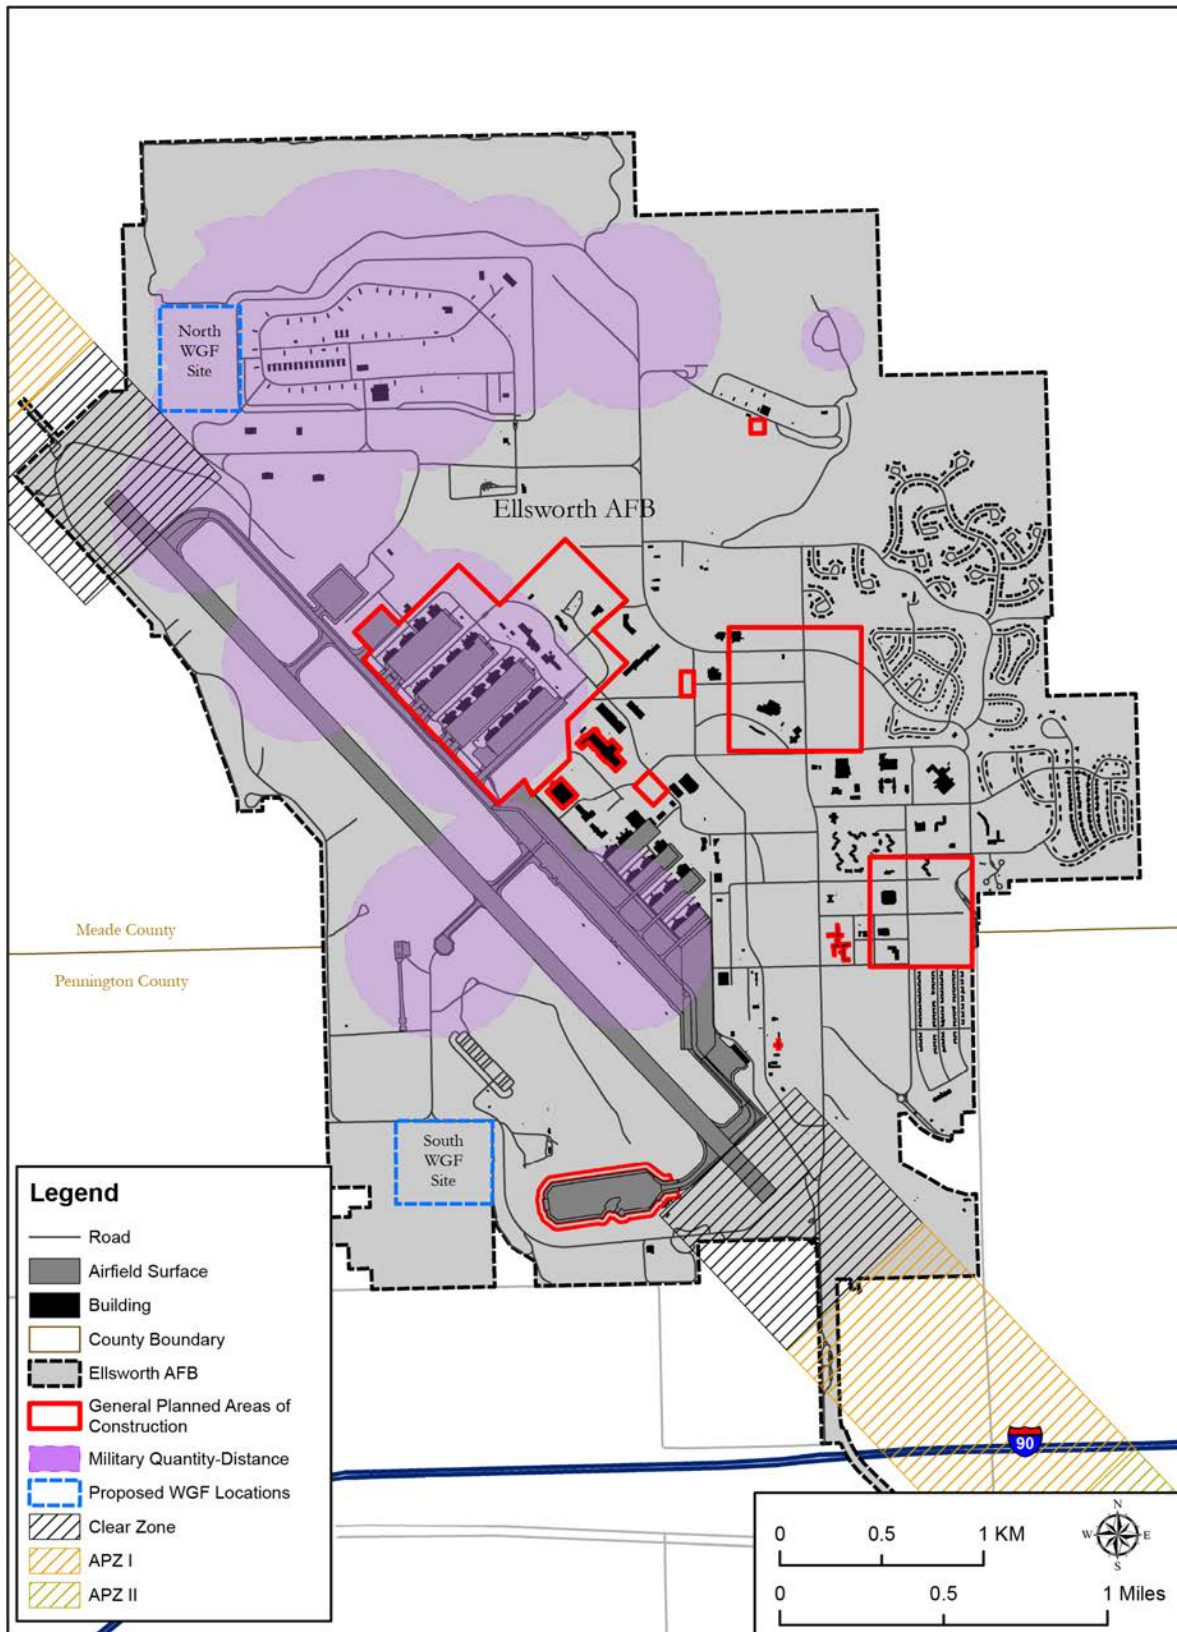 North
WGF
Site
Ellsworth AFB
Meade County
Pennington County
South
WGF
Site
Legend
Road
Airfield Surface
Building
County Boundary
Ellsworth AFB
General Planned Areas of
Construction
Military Quantity-Distance
Proposed WGF Locations
Clear Zone
APZ I
APZ II
90
N
W E
S
0 0.5 1 KM
0 0.5 1 Miles